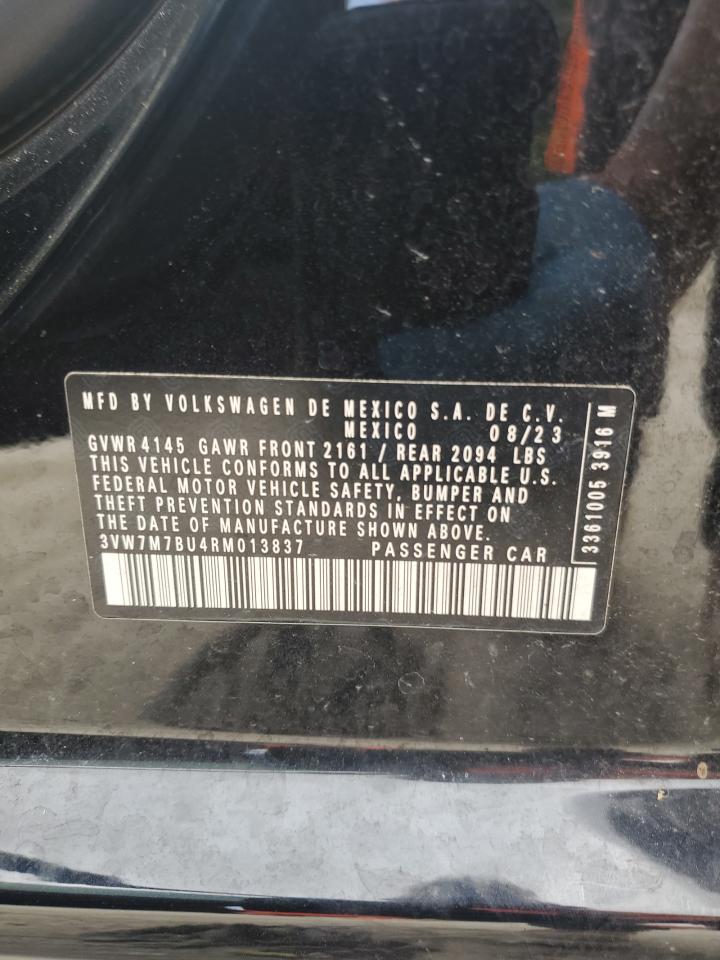 MFD BY VOLKSWAGEN DE MEXICO S.A. DE C.V.
MEXICO 08/23
GVWR 4145 GAWR FRONT 2161 / REAR 2094 LBS
THIS VEHICLE CONFORMS TO ALL APPLICABLE U.S.
FEDERAL MOTOR VEHICLE SAFETY, BUMPER AND
THEFT PREVENTION STANDARDS IN EFFECT ON
THE DATE OF MANUFACTURE SHOWN ABOVE.
3VW7M7BU4RM013837 PASSENGER CAR
3361005 3916 M